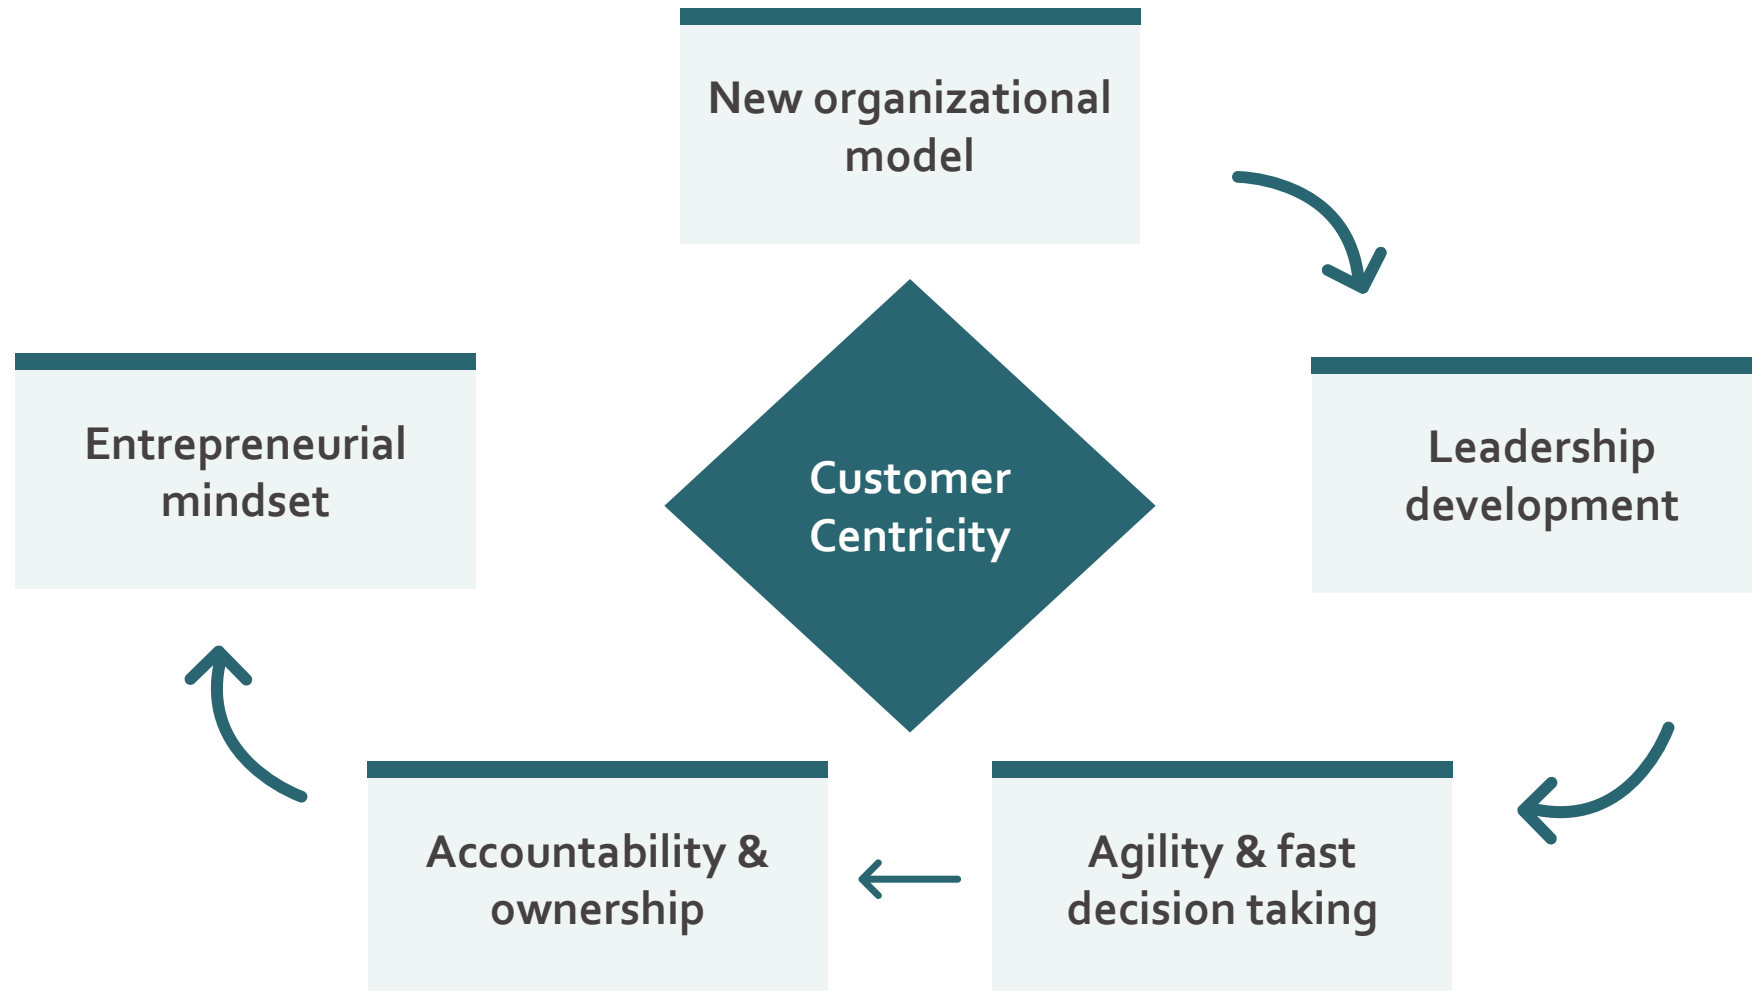 New organizational
model
Entrepreneurial
mindset
Customer
Centricity
Leadership
development
Accountability &
ownership
Agility & fast
decision taking